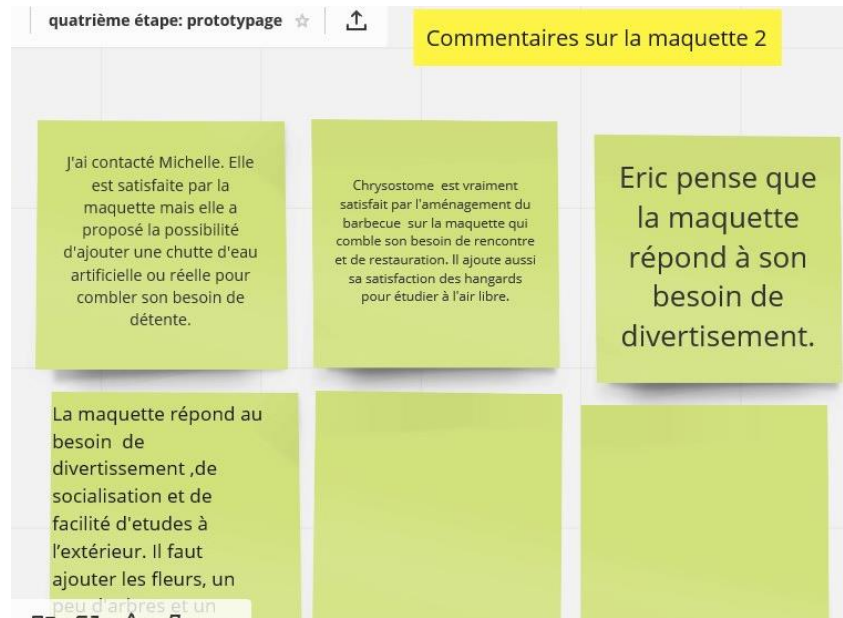 quatrième étape: prototypage
Commentaires sur la maquette 2
J'ai contacté Michelle. Elle
est satisfaite par la
maquette mais elle a
proposé la possibilité
d'ajouter une chutte d'eau
artificielle ou réelle pour
combler son besoin de
détente.
Chrysostome est vraiment
satisfait par l'aménagement du
barbecue sur la maquette qui
comble son besoin de rencontre
et de restauration. Il ajoute aussi
sa satisfaction des hangards
pour étudier à l'air libre.
Eric pense que
la maquette
répond à son
besoin de
divertisement.
La maquette répond au
besoin de
divertissement ,de
socialisation et de
facilité d'etudes à
l'extérieur. Il faut
ajouter les fleurs, un
peu d'arbres et un